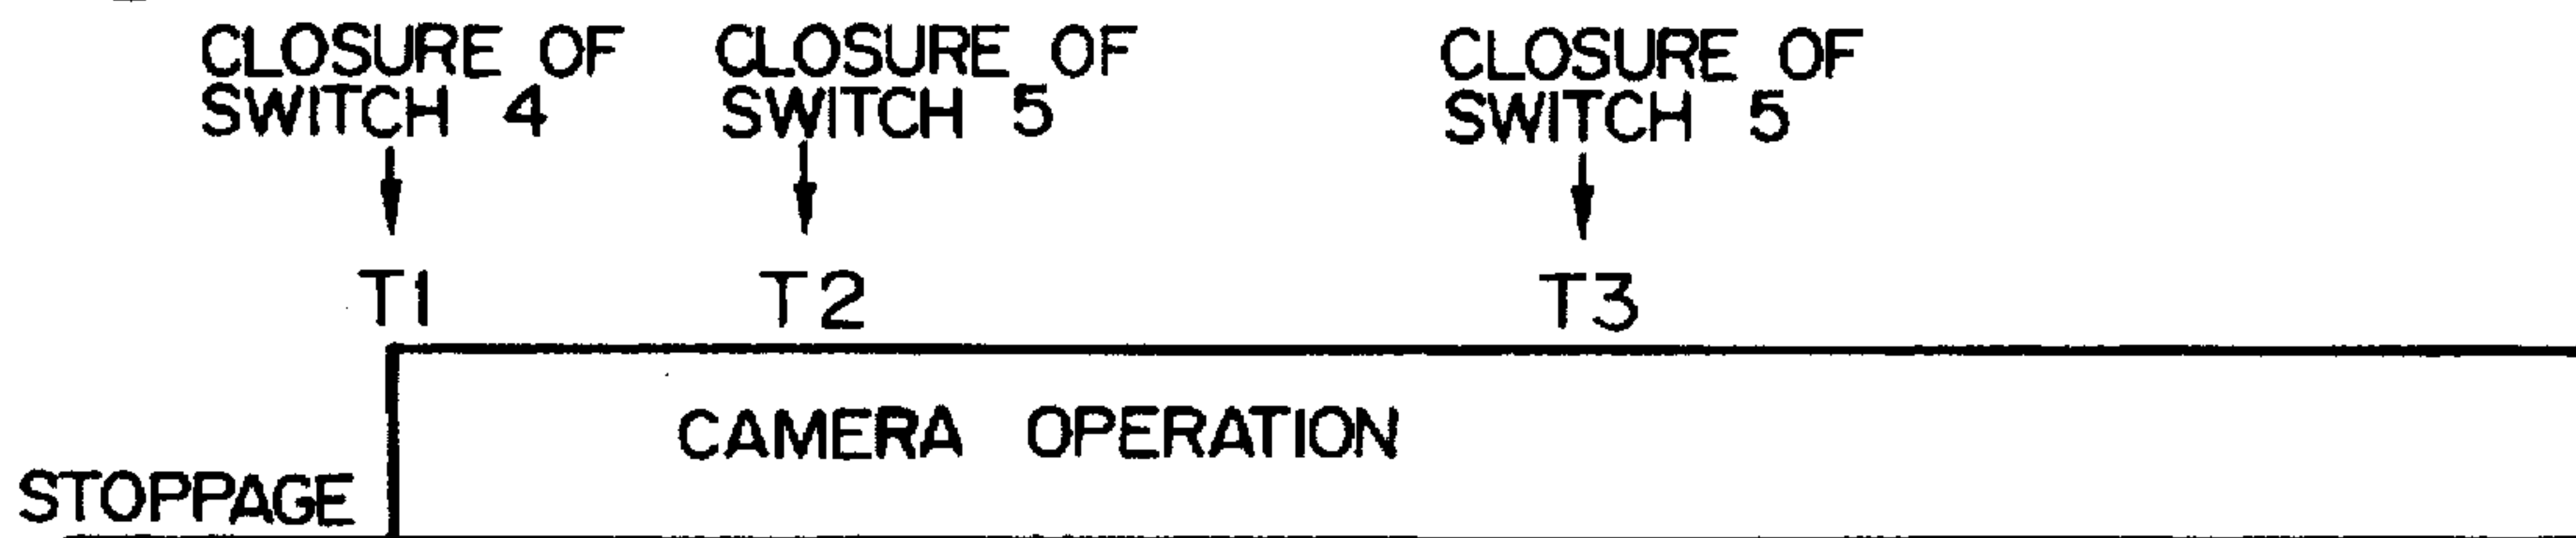 CLOSURE OF
SWITCH 4
CLOSURE OF
SWITCH 5
CLOSURE OF
SWITCH 5
T1
T2
T3
CAMERA OPERATION
STOPPAGE